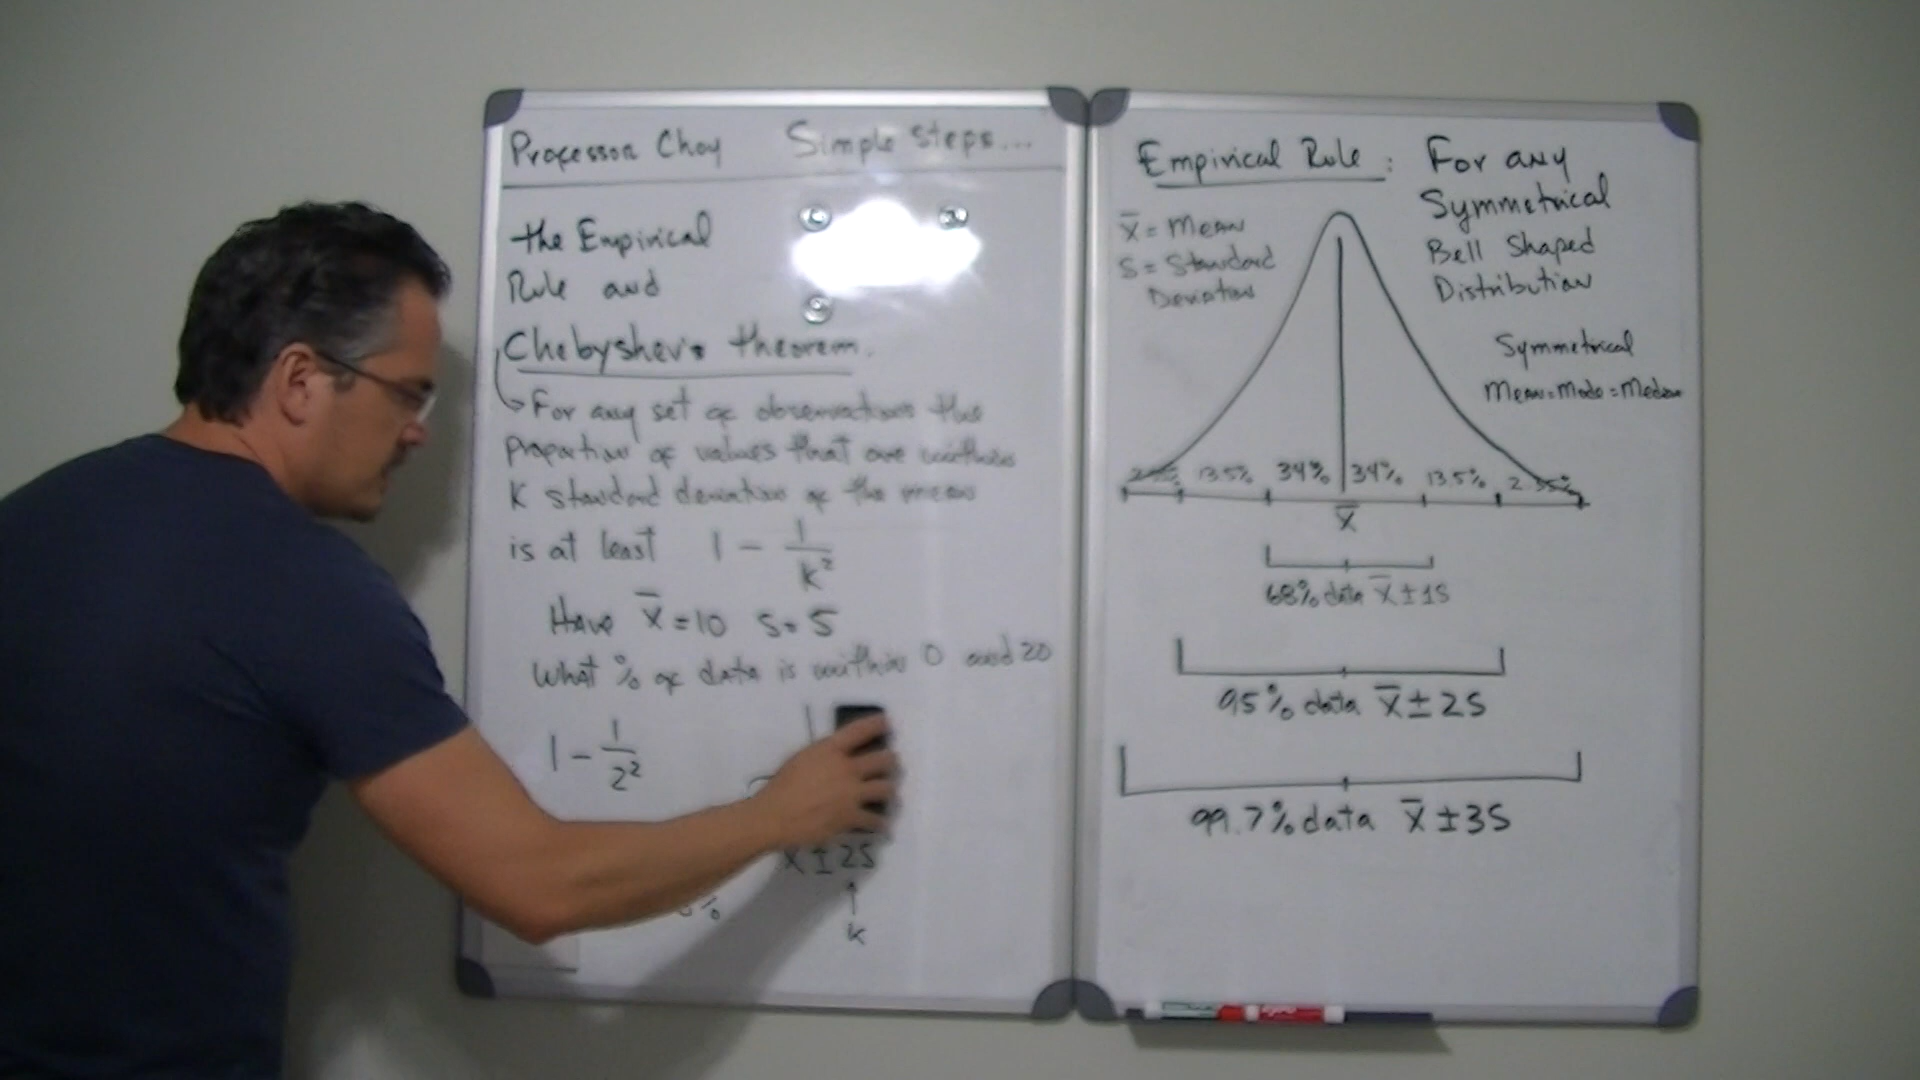 Professor Choy Simple Steps...
the Empirical
Rule and
Chebyshev's theorem.
For any set of observations the
proportion of values that are within
K standard deviation of the mean
is at least 1 - 1/k²
Have x̄ = 10 S = 5
What % of data is within 0 and 20
1 - 1/2²
x̄ ± 2S
%
k
Empirical Rule : For any
Symmetrical
Bell Shaped
Distribution
x̄ = Mean
S = Standard
Deviation
Symmetrical
Mean = Mode = Median
2.35% 13.5% 34% 34% 13.5% 2.35%
x̄
68% data x̄ ± 1S
95% data x̄ ± 2S
99.7% data x̄ ± 3S